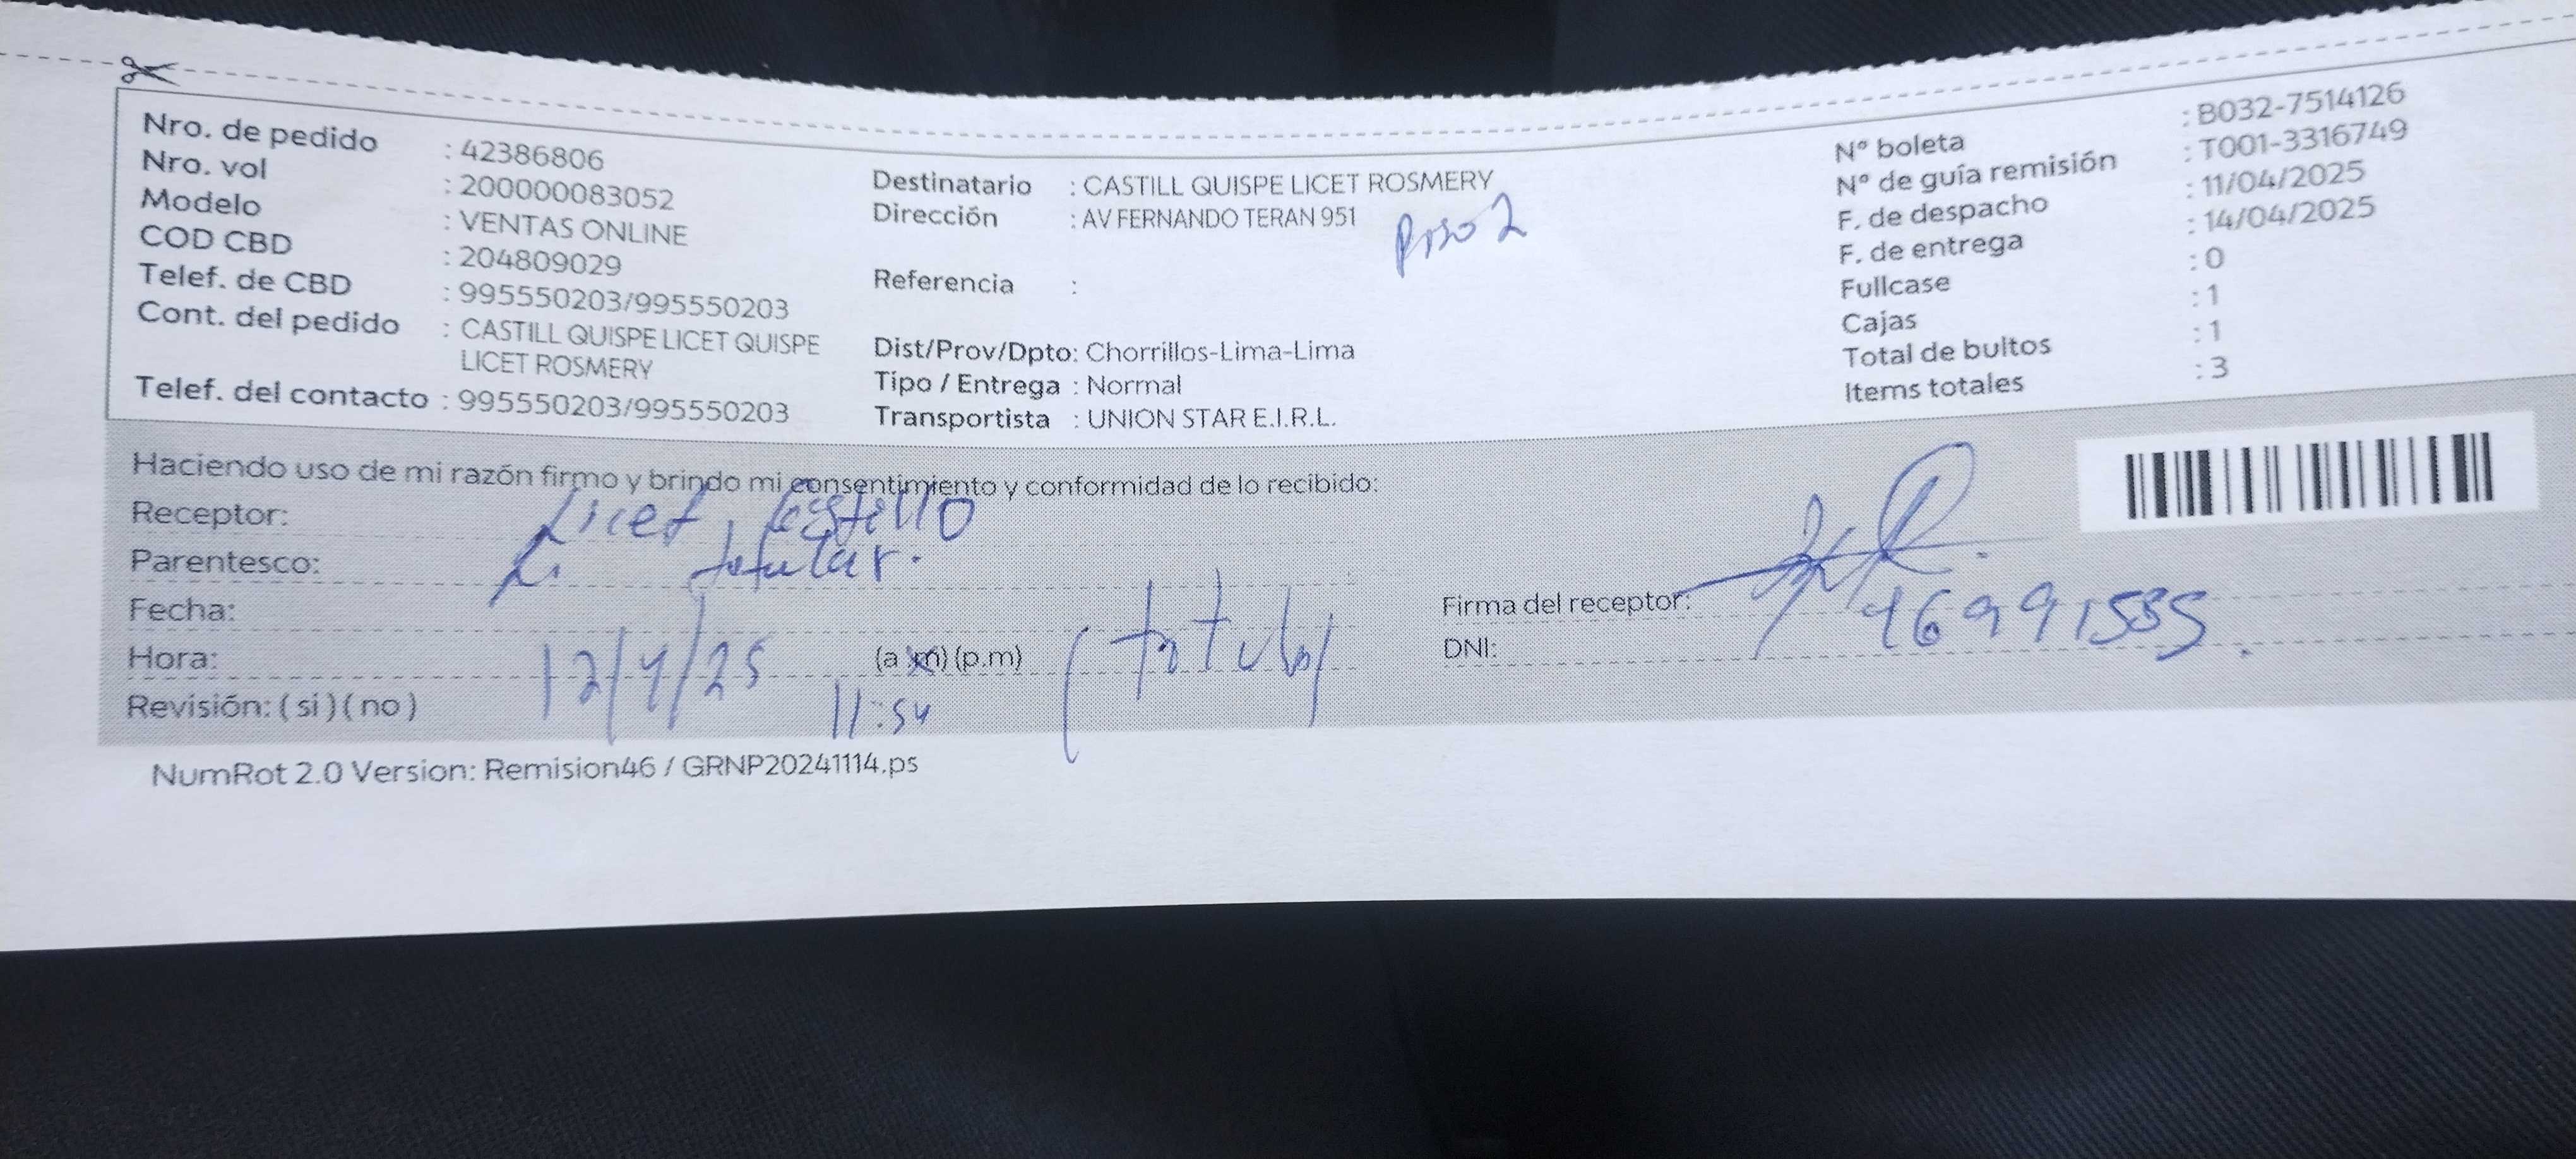 Nro. de pedido : 42386806
Nro. vol : 200000083052
Modelo : VENTAS ONLINE
COD CBD : 204809029
Telef. de CBD : 995550203/995550203
Cont. del pedido : CASTILL QUISPE LICET QUISPE
LICET ROSMERY
Telef. del contacto : 995550203/995550203
Destinatario : CASTILL QUISPE LICET ROSMERY
Dirección : AV FERNANDO TERAN 951
Piso 2
Referencia :
Dist/Prov/Dpto: Chorrillos-Lima-Lima
Tipo / Entrega : Normal
Transportista : UNION STAR E.I.R.L.
N° boleta : B032-7514126
N° de guía remisión : T001-3316749
F. de despacho : 11/04/2025
F. de entrega : 14/04/2025
Fullcase : 0
Cajas : 1
Total de bultos : 1
Items totales : 3
Haciendo uso de mi razón firmo y brindo mi consentimiento y conformidad de lo recibido:
Receptor: Licet Castillo
Parentesco: titular.
Fecha: 12/4/25
Hora: 11:54 (a.m) (p.m)
Revisión: ( si ) ( no )
Firma del receptor:
DNI:
NumRot 2.0 Version: Remision46 / GRNP20241114.ps